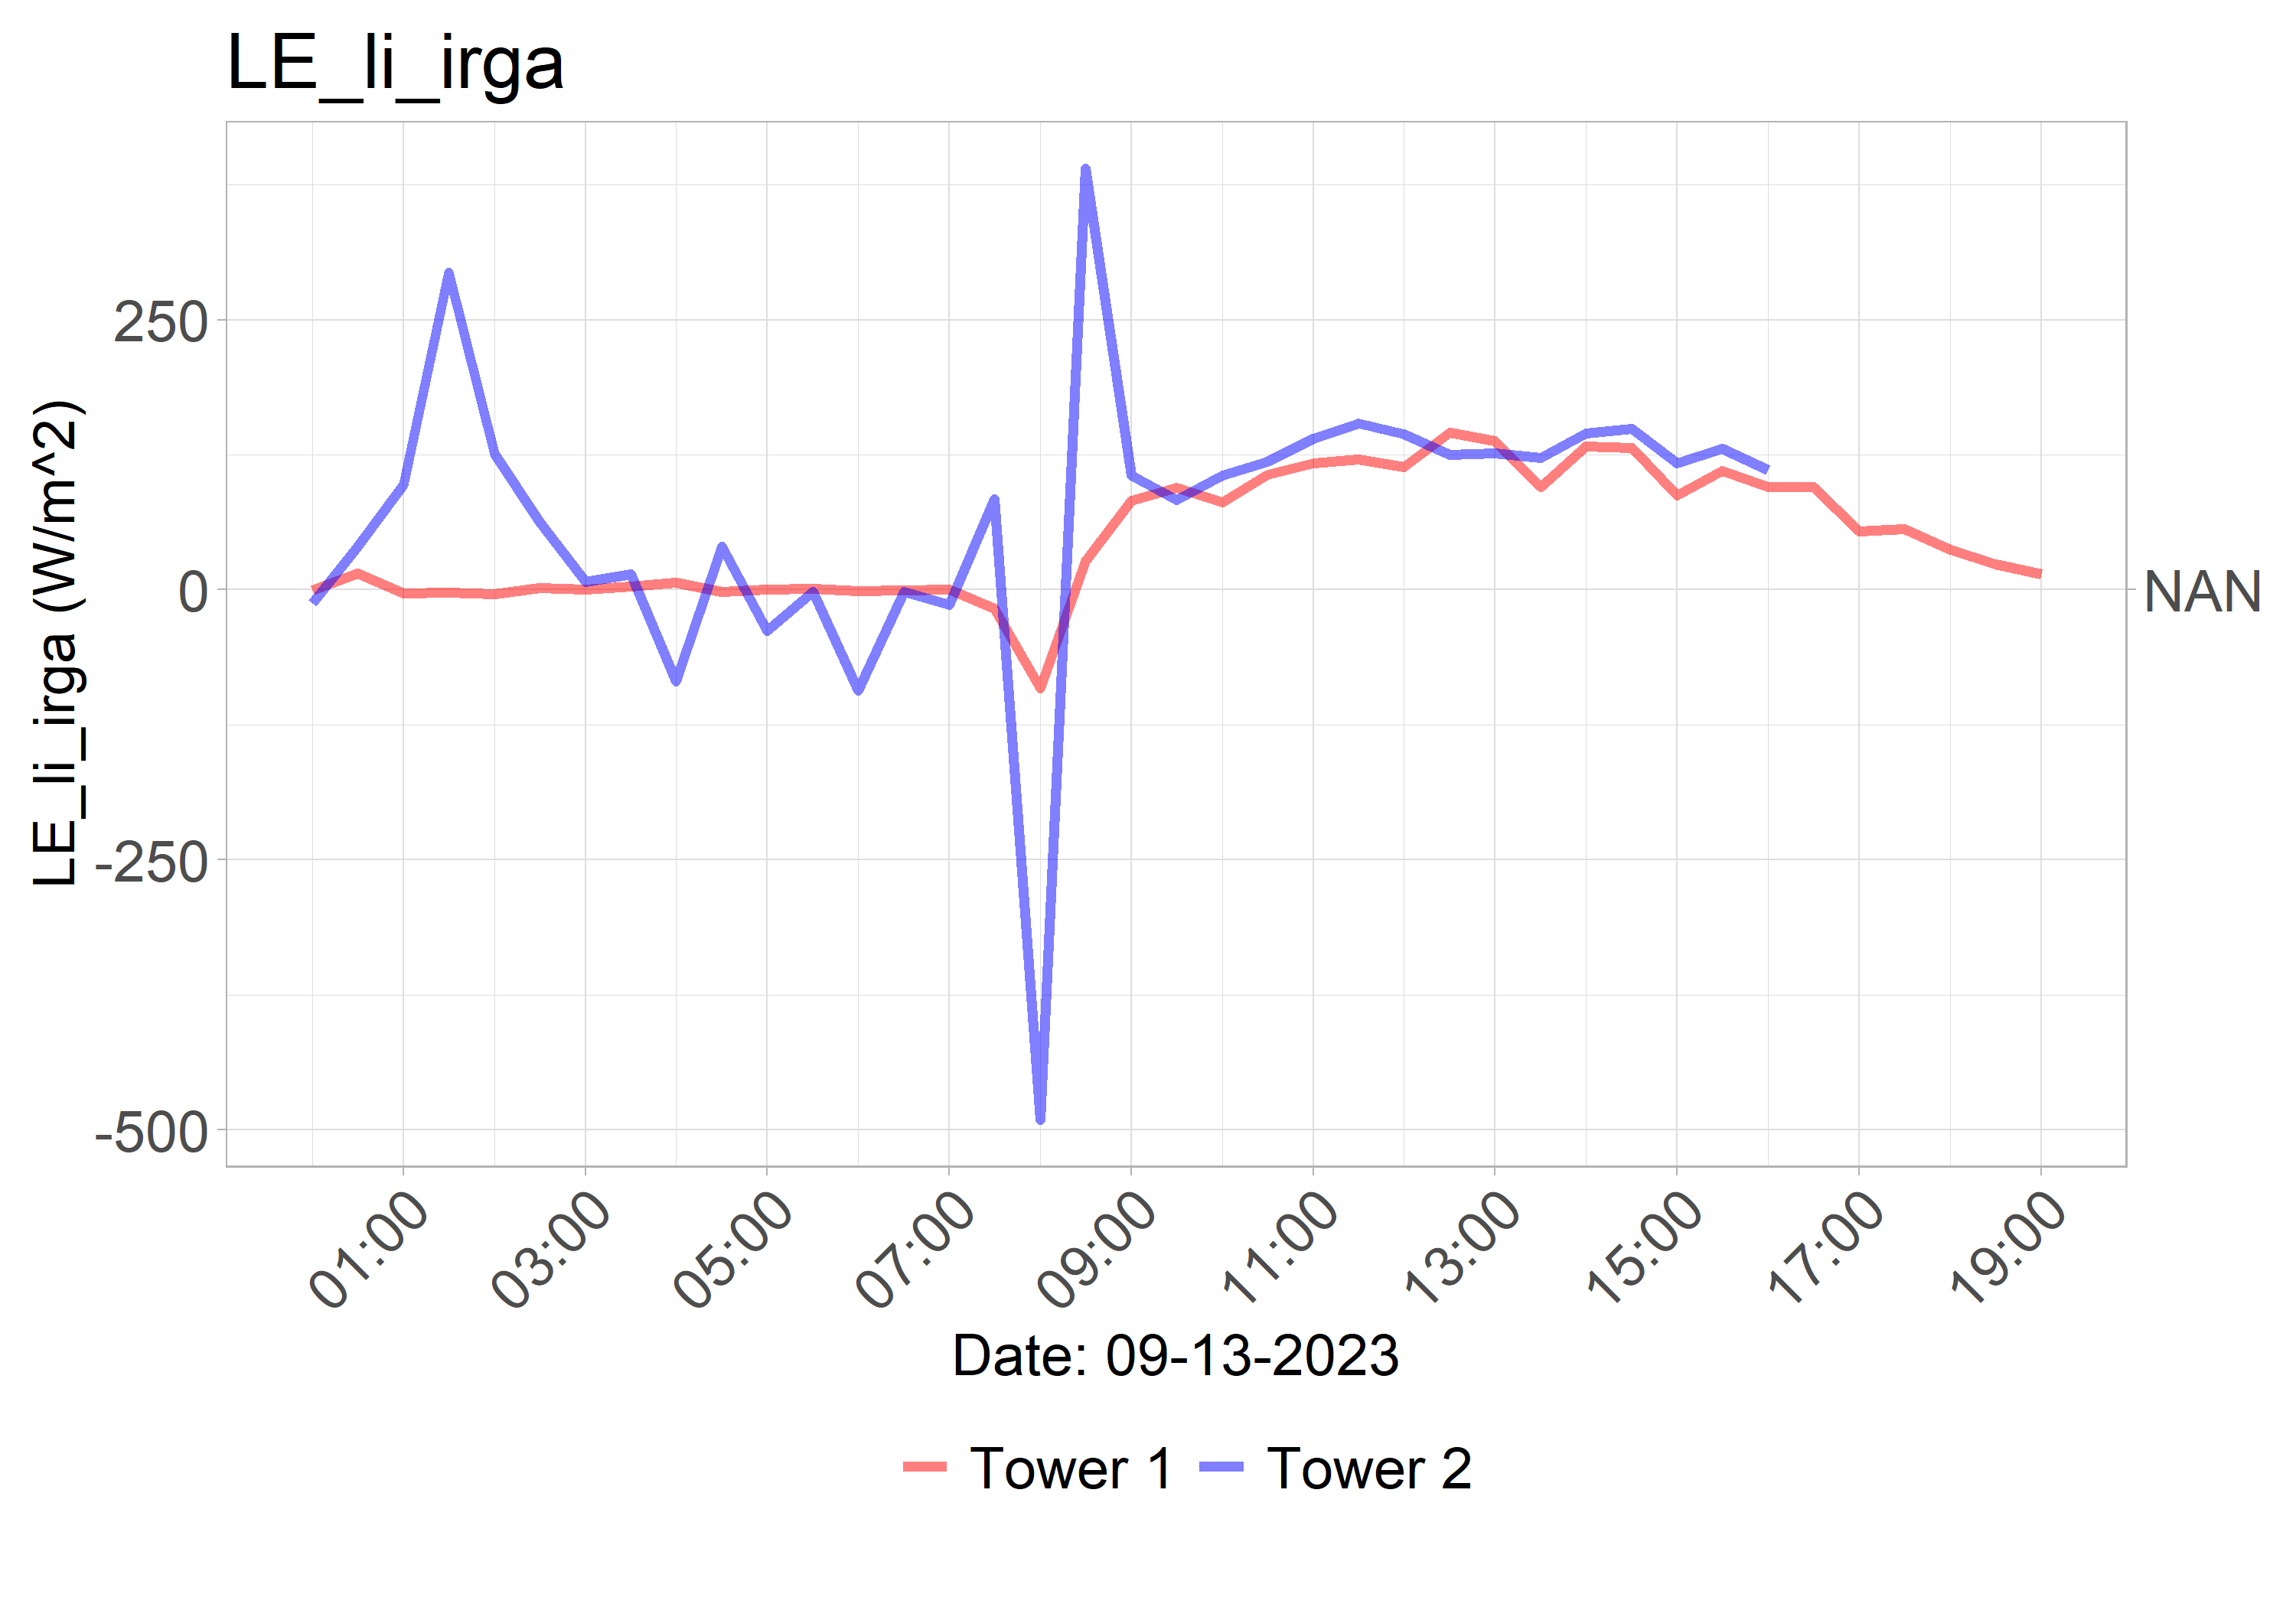 LE_li_irga
LE_li_irga (W/m^2)
250
0
-250
-500
NAN
01:00
03:00
05:00
07:00
09:00
11:00
13:00
15:00
17:00
19:00
Date: 09-13-2023
Tower 1
Tower 2